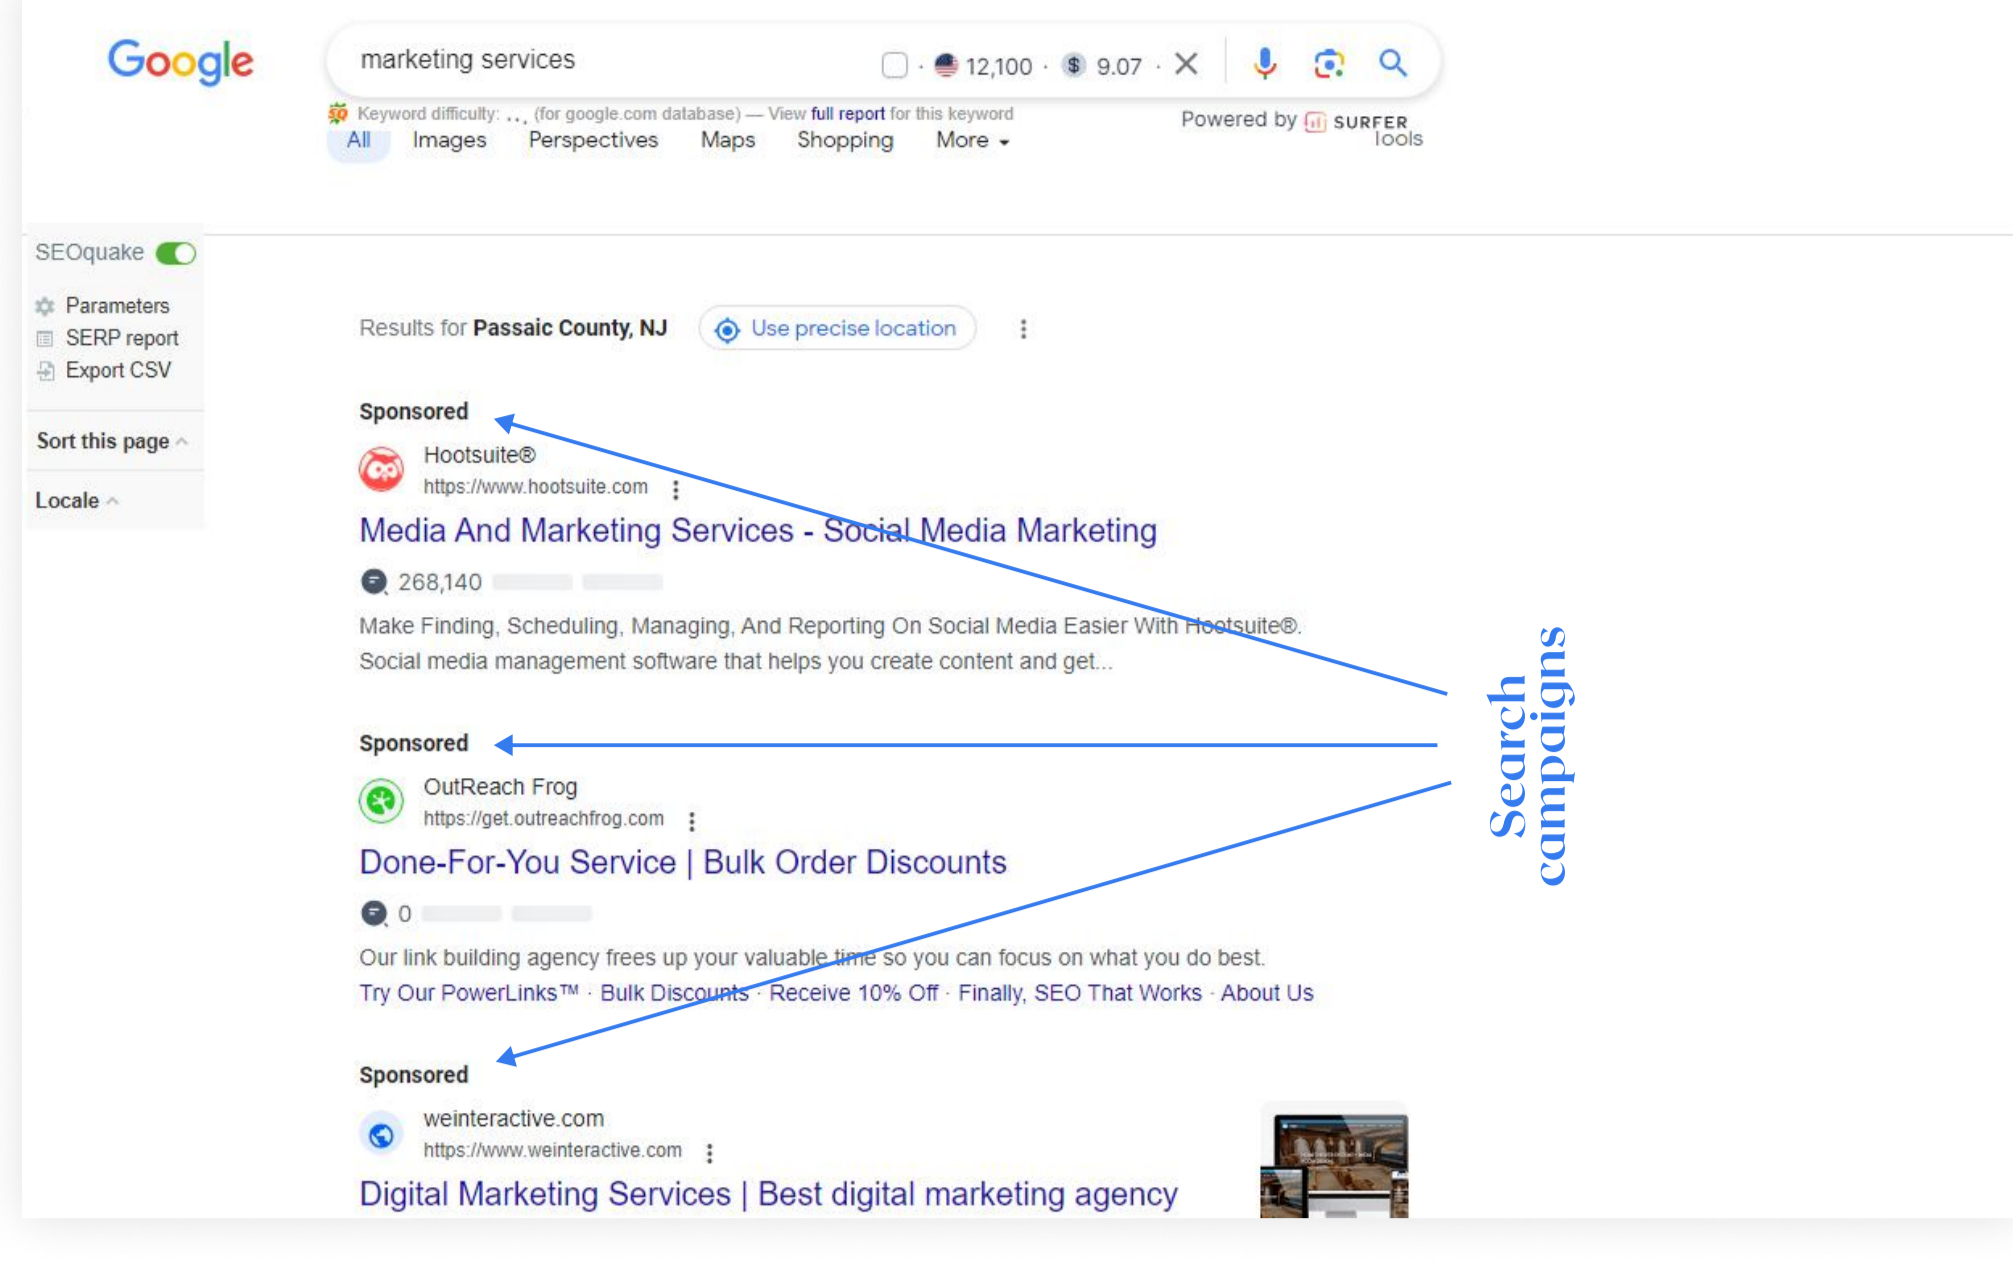 Google
marketing services
12,100 · $ 9.07 ·
Keyword difficulty: ... (for google.com database) — View full report for this keyword
Powered by SURFER
Tools
All Images Perspectives Maps Shopping More
SEOquake
Parameters
SERP report
Export CSV
Sort this page
Locale
Results for Passaic County, NJ
Use precise location
Sponsored
Hootsuite®
https://www.hootsuite.com
Media And Marketing Services - Social Media Marketing
268,140
Make Finding, Scheduling, Managing, And Reporting On Social Media Easier With Hootsuite®.
Social media management software that helps you create content and get...
Sponsored
OutReach Frog
https://get.outreachfrog.com
Done-For-You Service | Bulk Order Discounts
0
Our link building agency frees up your valuable time so you can focus on what you do best.
Try Our PowerLinks™ · Bulk Discounts · Receive 10% Off · Finally, SEO That Works · About Us
Sponsored
weinteractive.com
https://www.weinteractive.com
Digital Marketing Services | Best digital marketing agency
Search
campaigns